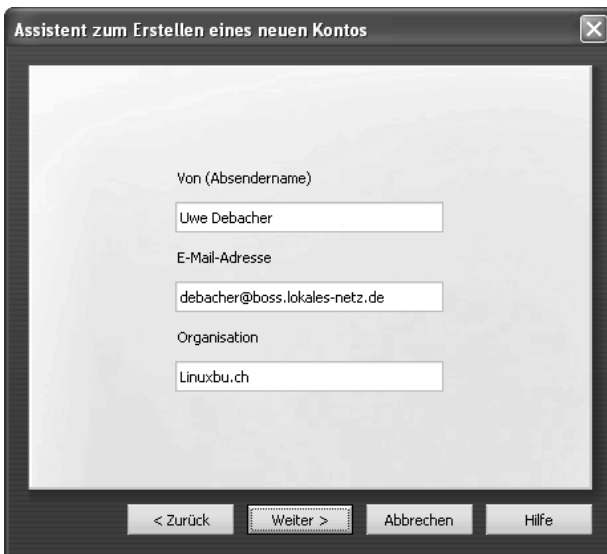 Assistent zum Erstellen eines neuen Kontos
Von (Absendername)
Uwe Debacher
E-Mail-Adresse
debacher@boss.lokales-netz.de
Organisation
Linuxbu.ch
< Zurück Weiter > Abbrechen Hilfe